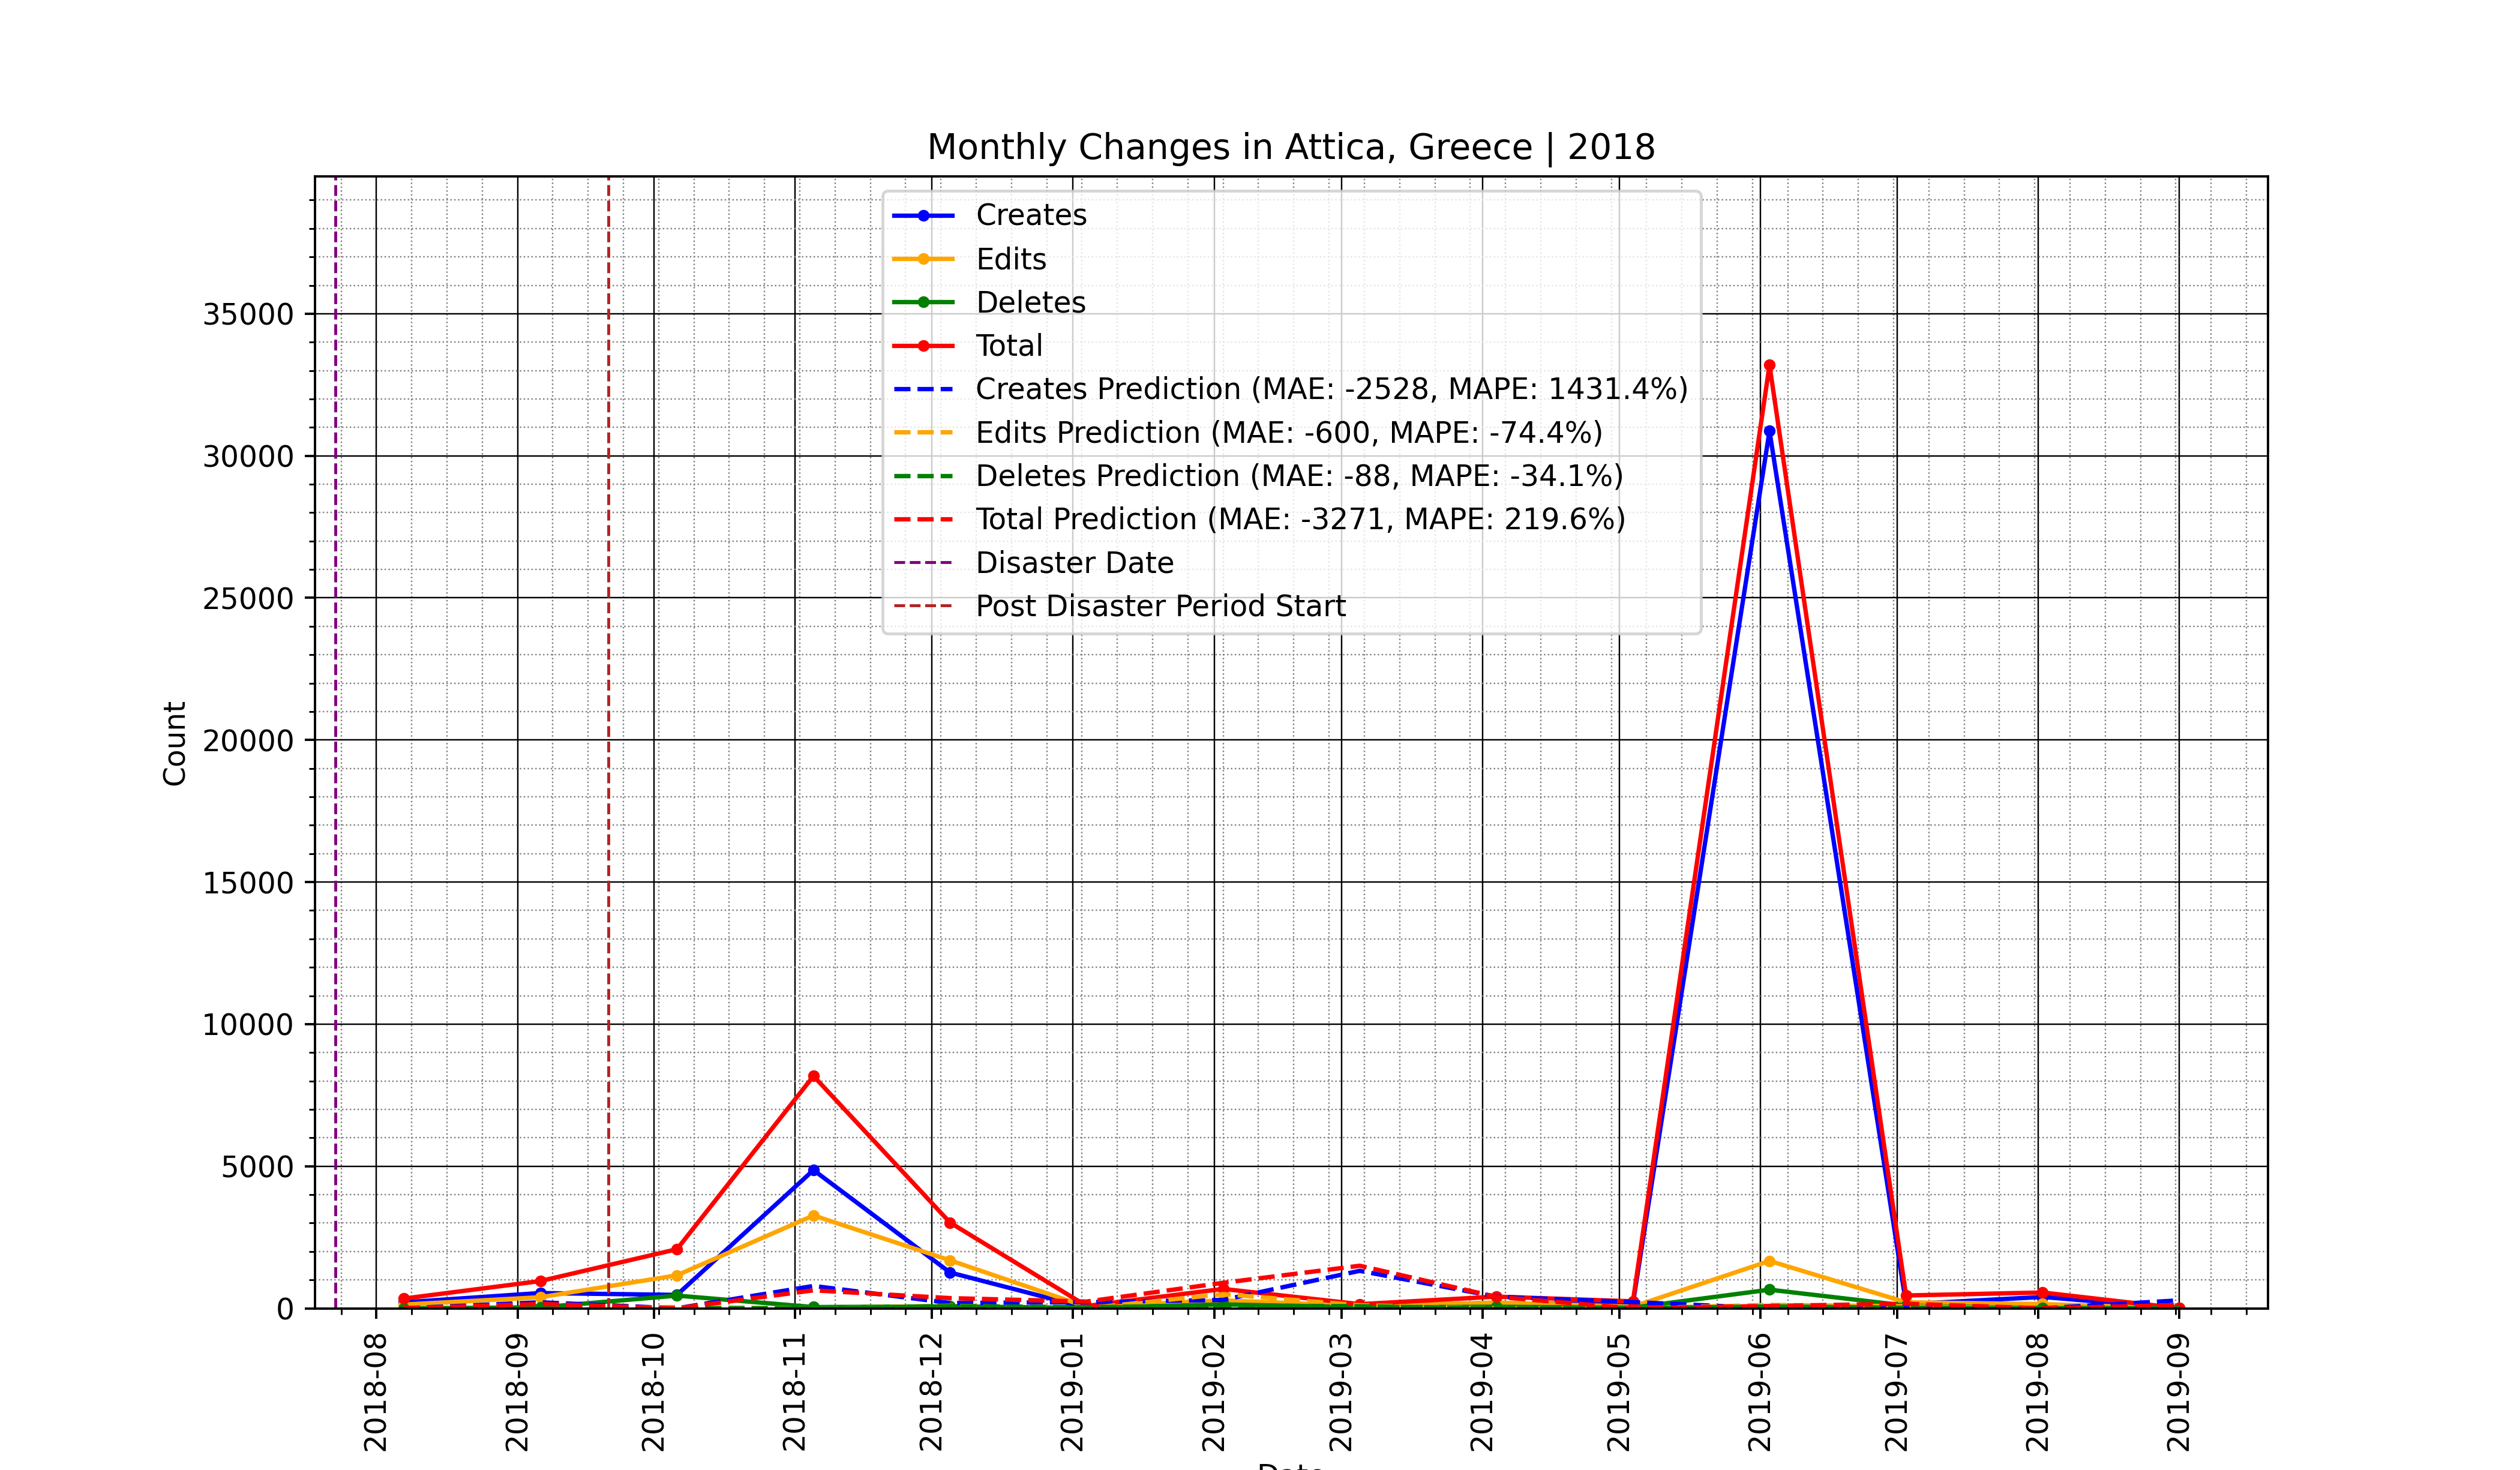 Monthly Changes in Attica, Greece | 2018
Creates
Edits
Deletes
Total
Creates Prediction (MAE: -2528, MAPE: 1431.4%)
Edits Prediction (MAE: -600, MAPE: -74.4%)
Deletes Prediction (MAE: -88, MAPE: -34.1%)
Total Prediction (MAE: -3271, MAPE: 219.6%)
Disaster Date
Post Disaster Period Start
Count
35000
30000
25000
20000
15000
10000
5000
0
2018-08
2018-09
2018-10
2018-11
2018-12
2019-01
2019-02
2019-03
2019-04
2019-05
2019-06
2019-07
2019-08
2019-09